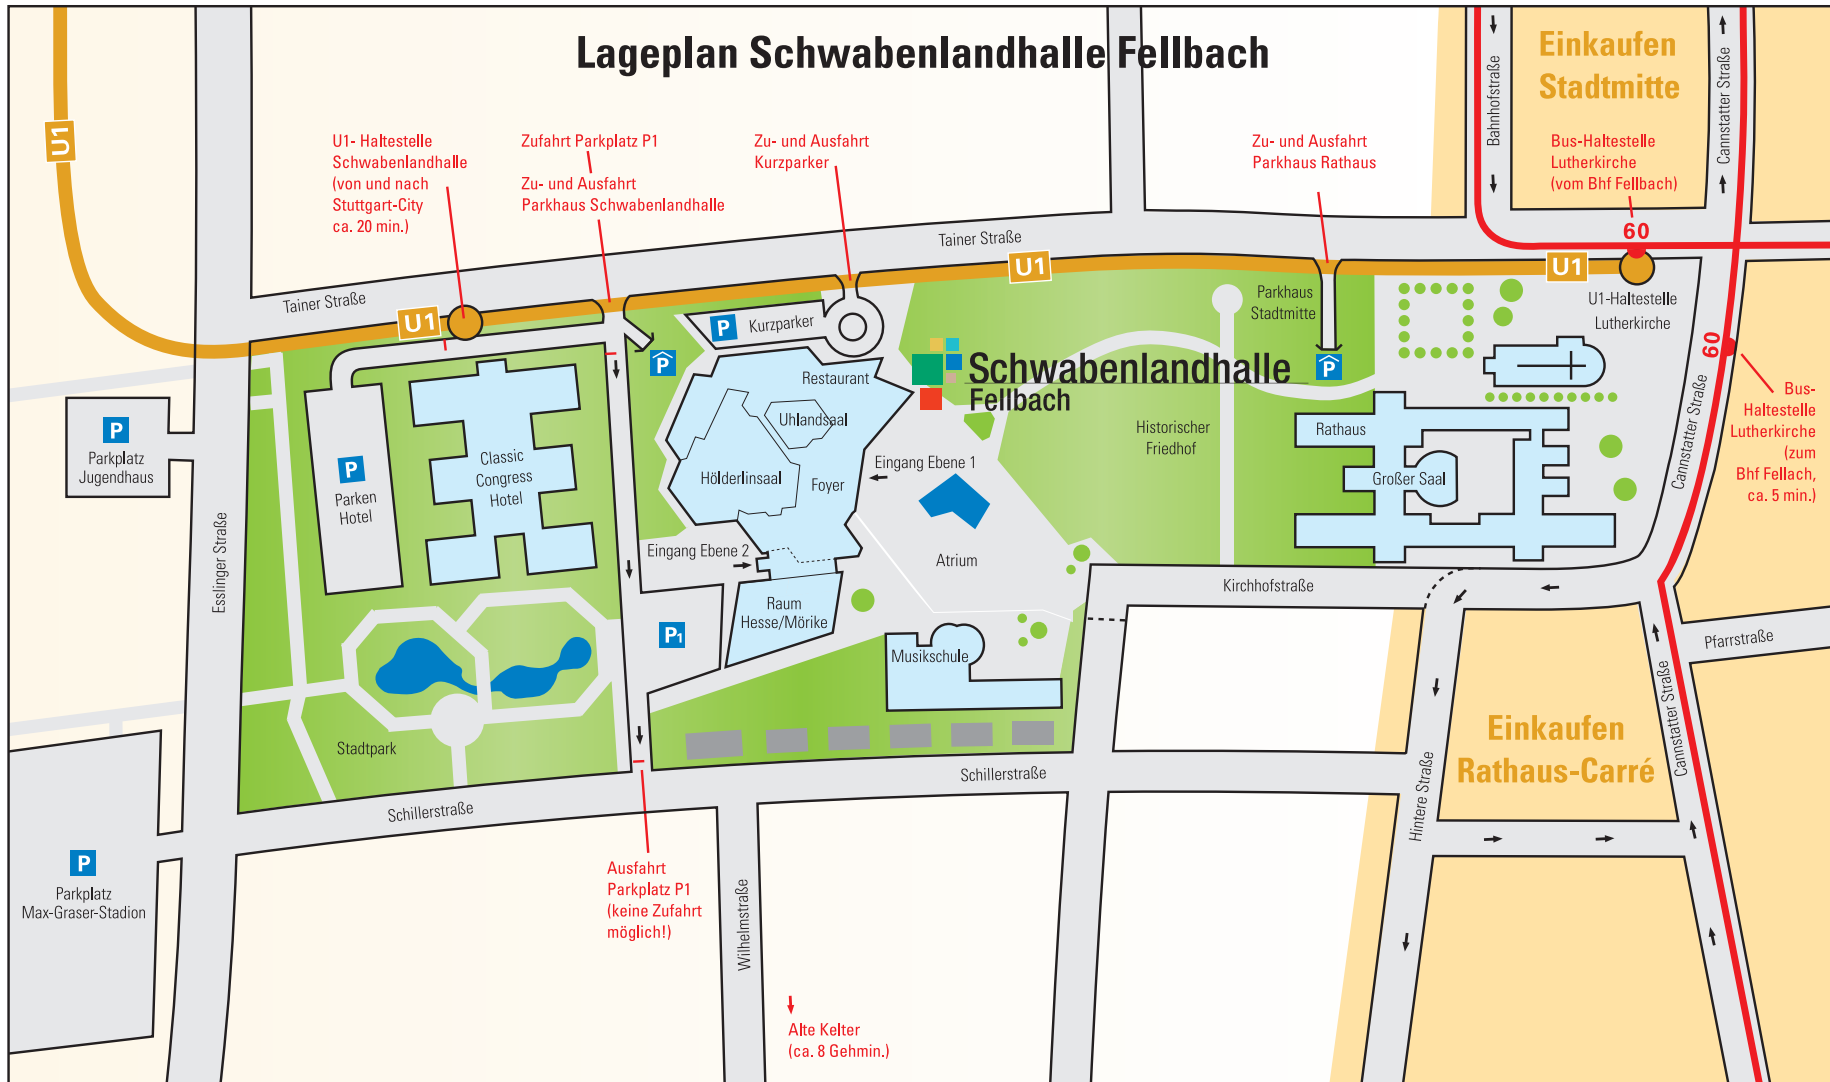 Lageplan Schwabenlandhalle Fellbach
U1
U1- Haltestelle
Schwabenlandhalle
(von und nach
Stuttgart-City
ca. 20 min.)
Zufahrt Parkplatz P1
Zu- und Ausfahrt
Parkhaus Schwabenlandhalle
Zu- und Ausfahrt
Kurzparker
Zu- und Ausfahrt
Parkhaus Rathaus
Bahnhofstraße
Einkaufen
Stadtmitte
Cannstatter Straße
Bus-Haltestelle
Lutherkirche
(vom Bhf Fellbach)
60
Tainer Straße
Tainer Straße
U1
U1
U1
U1-Haltestelle
Lutherkirche
Parkhaus
Stadtmitte
P
P
Kurzparker
P
Restaurant
Uhlandsaal
Hölderlinsaal
Foyer
Schwabenlandhalle
Fellbach
Eingang Ebene 1
Eingang Ebene 2
Atrium
Historischer
Friedhof
Rathaus
Großer Saal
60
Cannstatter Straße
Bus-
Haltestelle
Lutherkirche
(zum
Bhf Fellach,
ca. 5 min.)
P
Parkplatz
Jugendhaus
P
Parken
Hotel
Classic
Congress
Hotel
Esslinger Straße
Raum
Hesse/Mörike
P1
Musikschule
Kirchhofstraße
Pfarrstraße
Stadtpark
Schillerstraße
Schillerstraße
Hintere Straße
Einkaufen
Rathaus-Carré
Cannstatter Straße
P
Parkplatz
Max-Graser-Stadion
Ausfahrt
Parkplatz P1
(keine Zufahrt
möglich!)
Wilhelmstraße
Alte Kelter
(ca. 8 Gehmin.)